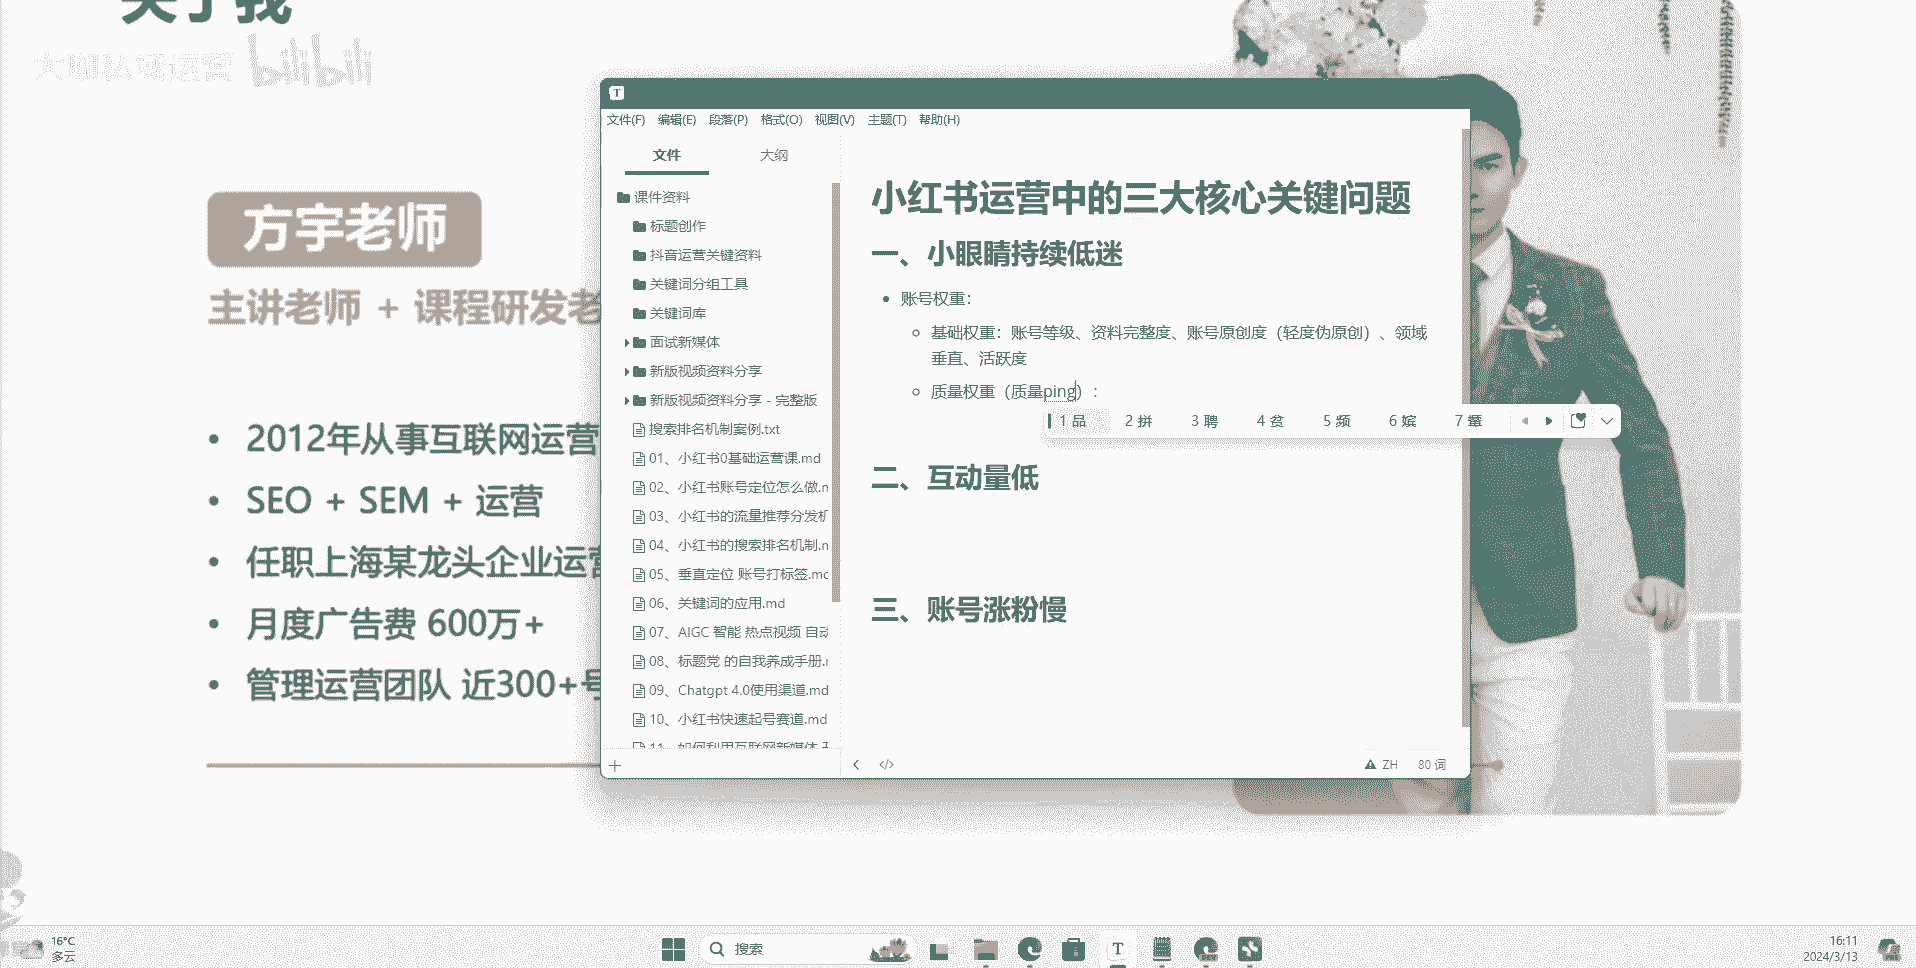 关于我
大咖私域运营 bilibili
方宇老师
主讲老师 + 课程研发老
2012年从事互联网运营
SEO + SEM + 运营
任职上海某龙头企业运营
月度广告费 600万+
管理运营团队 近300+号
T
文件(F) 编辑(E) 段落(P) 格式(O) 视图(V) 主题(T) 帮助(H)
文件 大纲
课件资料
标题创作
抖音运营关键资料
关键词分组工具
关键词库
面试新媒体
新版视频资料分享
新版视频资料分享 - 完整版
搜索排名机制案例.txt
01、小红书0基础运营课.md
02、小红书账号定位怎么做.m
03、小红书的流量推荐分发机
04、小红书的搜索排名机制.m
05、垂直定位 账号打标签.md
06、关键词的应用.md
07、AIGC 智能 热点视频 自动
08、标题党 的自我养成手册.m
09、Chatgpt 4.0使用渠道.md
10、小红书快速起号赛道.md
11、如何利用互联网新媒体
小红书运营中的三大核心关键问题
一、小眼睛持续低迷
账号权重：
基础权重：账号等级、资料完整度、账号原创度（轻度伪原创）、领域
垂直、活跃度
质量权重（质量ping）：
1 品 2 拼 3 聘 4 贫 5 频 6 嫔 7 颦
二、互动量低
三、账号涨粉慢
</> ZH 80 词
16°C
多云
搜索
T
DEV
16:11
2024/3/13
PRE